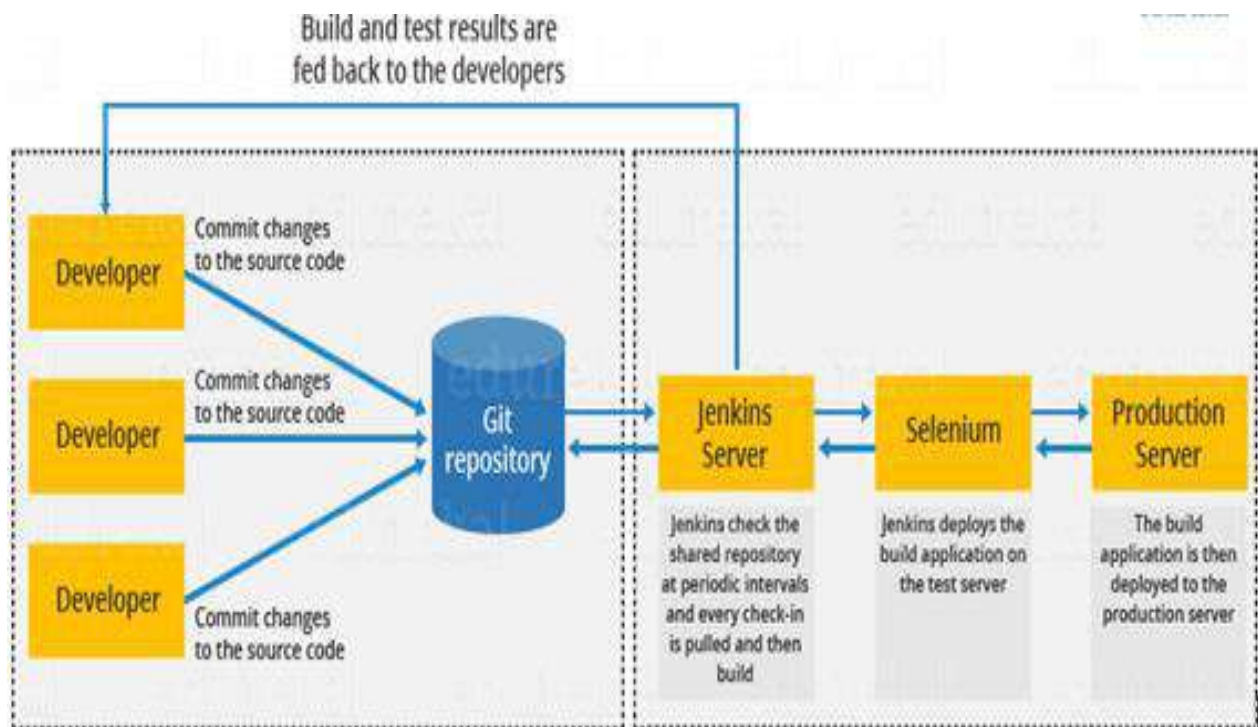 Build and test results are
fed back to the developers
Developer
Commit changes
to the source code
Developer
Commit changes
to the source code
Developer
Commit changes
to the source code
Git
repository
Jenkins
Server
Jenkins check the
shared repository
at periodic intervals
and every check-in
is pulled and then
build
Selenium
Jenkins deploys the
build application on
the test server
Production
Server
The build
application is then
deployed to the
production server